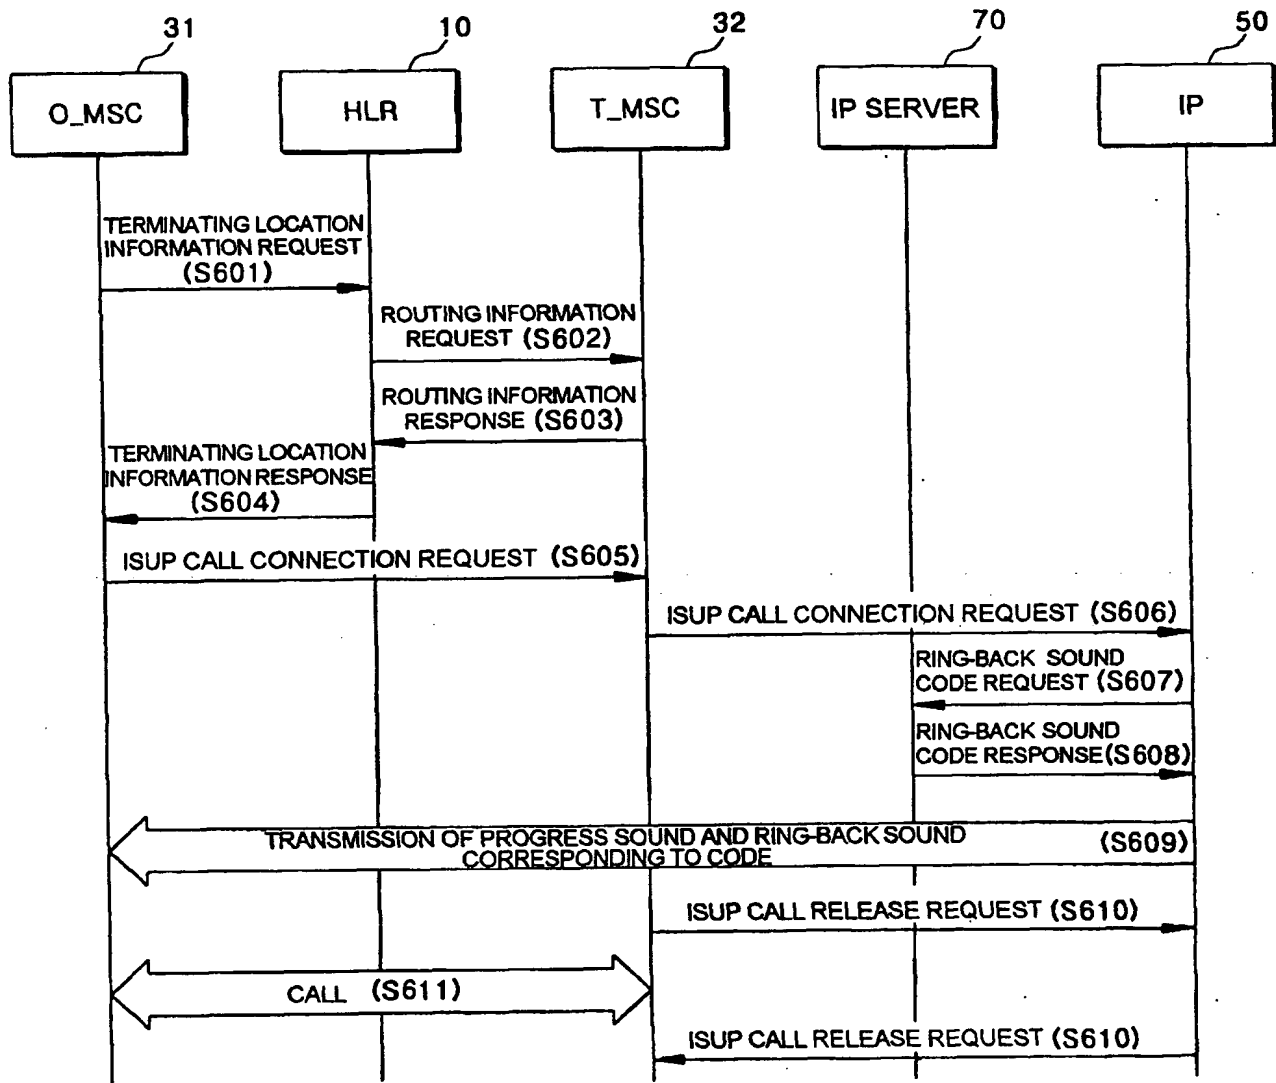 31
10
32
70
50
O_MSC
HLR
T_MSC
IP SERVER
IP
TERMINATING LOCATION
INFORMATION REQUEST
(S601)
ROUTING INFORMATION
REQUEST (S602)
ROUTING INFORMATION
RESPONSE (S603)
TERMINATING LOCATION
INFORMATION RESPONSE
(S604)
ISUP CALL CONNECTION REQUEST (S605)
ISUP CALL CONNECTION REQUEST (S606)
RING-BACK SOUND
CODE REQUEST (S607)
RING-BACK SOUND
CODE RESPONSE(S608)
TRANSMISSION OF PROGRESS SOUND AND RING-BACK SOUND
CORRESPONDING TO CODE
(S609)
ISUP CALL RELEASE REQUEST (S610)
CALL (S611)
ISUP CALL RELEASE REQUEST (S610)